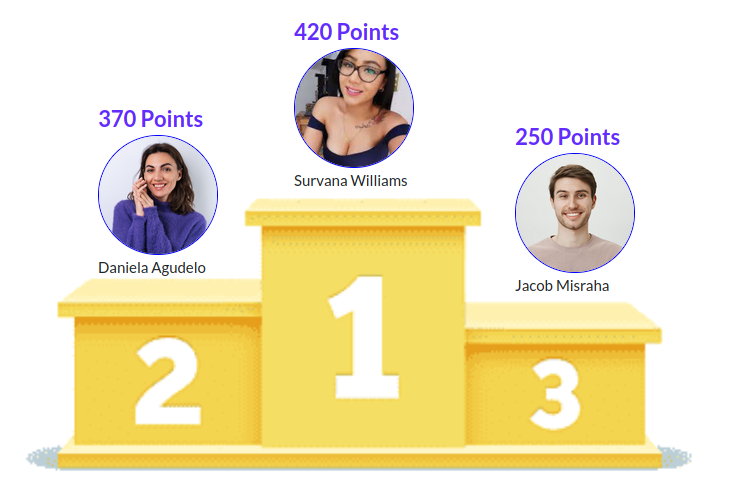 420 Points
Survana Williams
370 Points
Daniela Agudelo
250 Points
Jacob Misraha
1
2
3